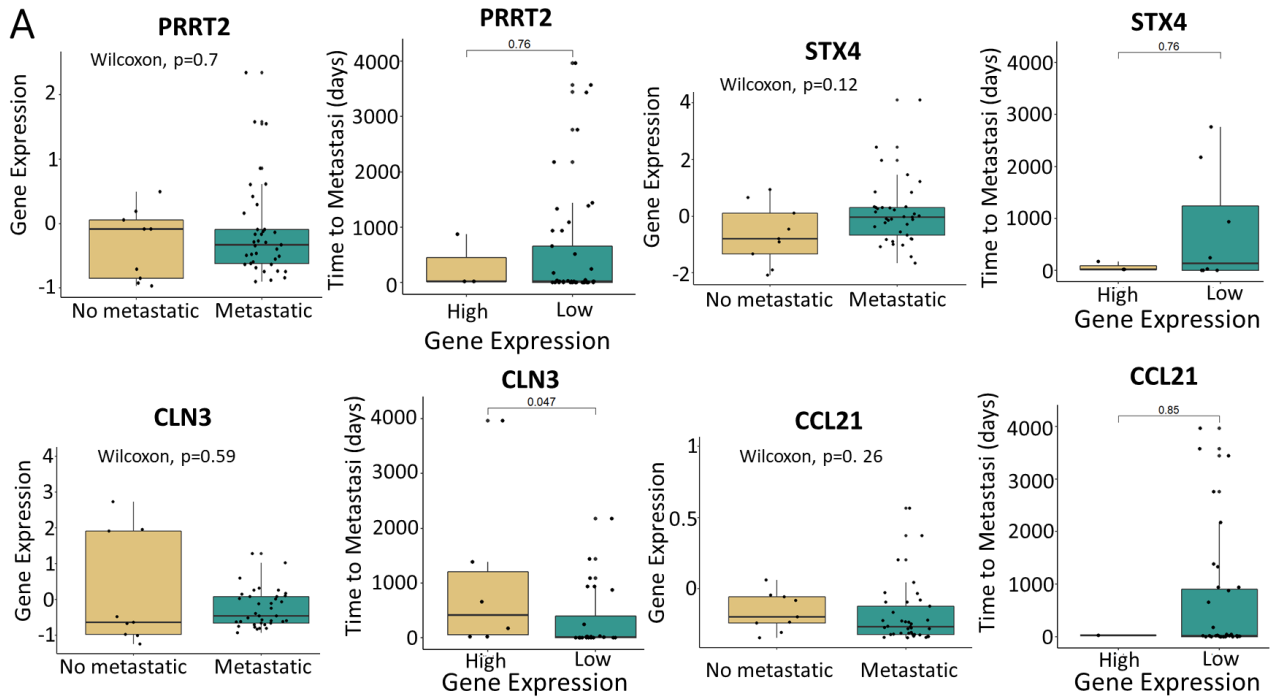 A
PRRT2
Wilcoxon, p=0.7
Gene Expression
2
1
0
-1
No metastatic
Metastatic
PRRT2
0.76
Time to Metastasi (days)
4000
3000
2000
1000
0
High
Low
Gene Expression
STX4
Wilcoxon, p=0.12
Gene Expression
4
2
0
-2
No metastatic
Metastatic
STX4
0.76
Time to Metastasi (days)
4000
3000
2000
1000
0
High
Low
Gene Expression
CLN3
Wilcoxon, p=0.59
Gene Expression
4
3
2
1
0
-1
No metastatic
Metastatic
CLN3
0.047
Time to Metastasi (days)
4000
3000
2000
1000
0
High
Low
Gene Expression
CCL21
Wilcoxon, p=0. 26
Gene Expression
1
0.5
0
No metastatic
Metastatic
CCL21
0.85
Time to Metastasi (days)
4000
3000
2000
1000
0
High
Low
Gene Expression